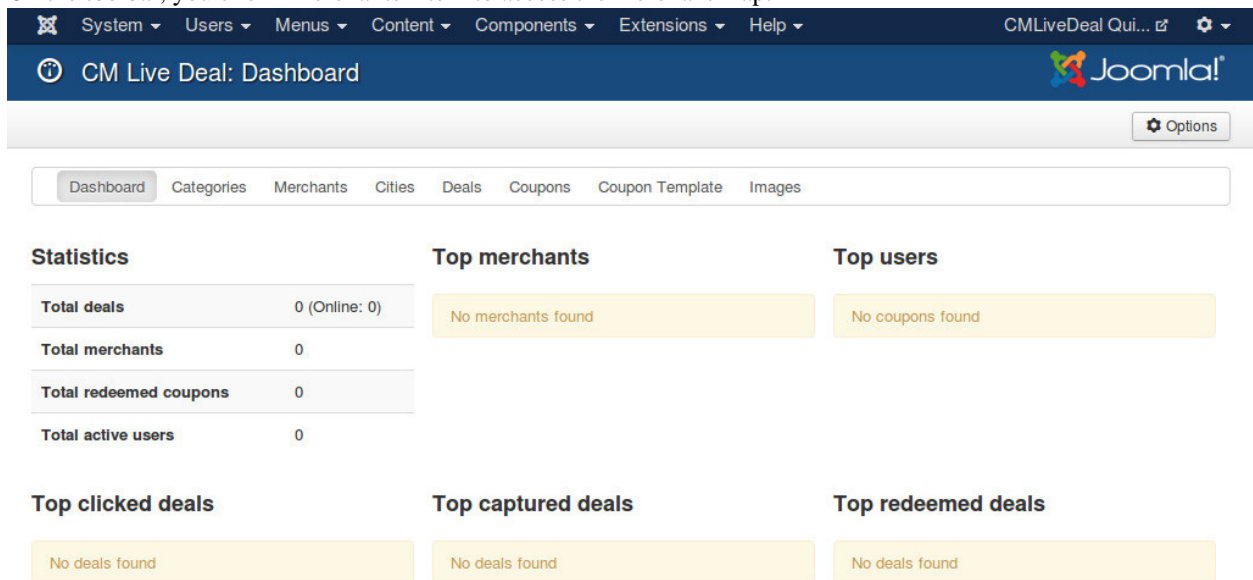 System Users Menus Content Components Extensions Help CMLiveDeal Qui...
CM Live Deal: Dashboard Joomla!
Options
Dashboard Categories Merchants Cities Deals Coupons Coupon Template Images
Statistics Top merchants Top users
Total deals 0 (Online: 0) No merchants found No coupons found
Total merchants 0
Total redeemed coupons 0
Total active users 0
Top clicked deals Top captured deals Top redeemed deals
No deals found No deals found No deals found